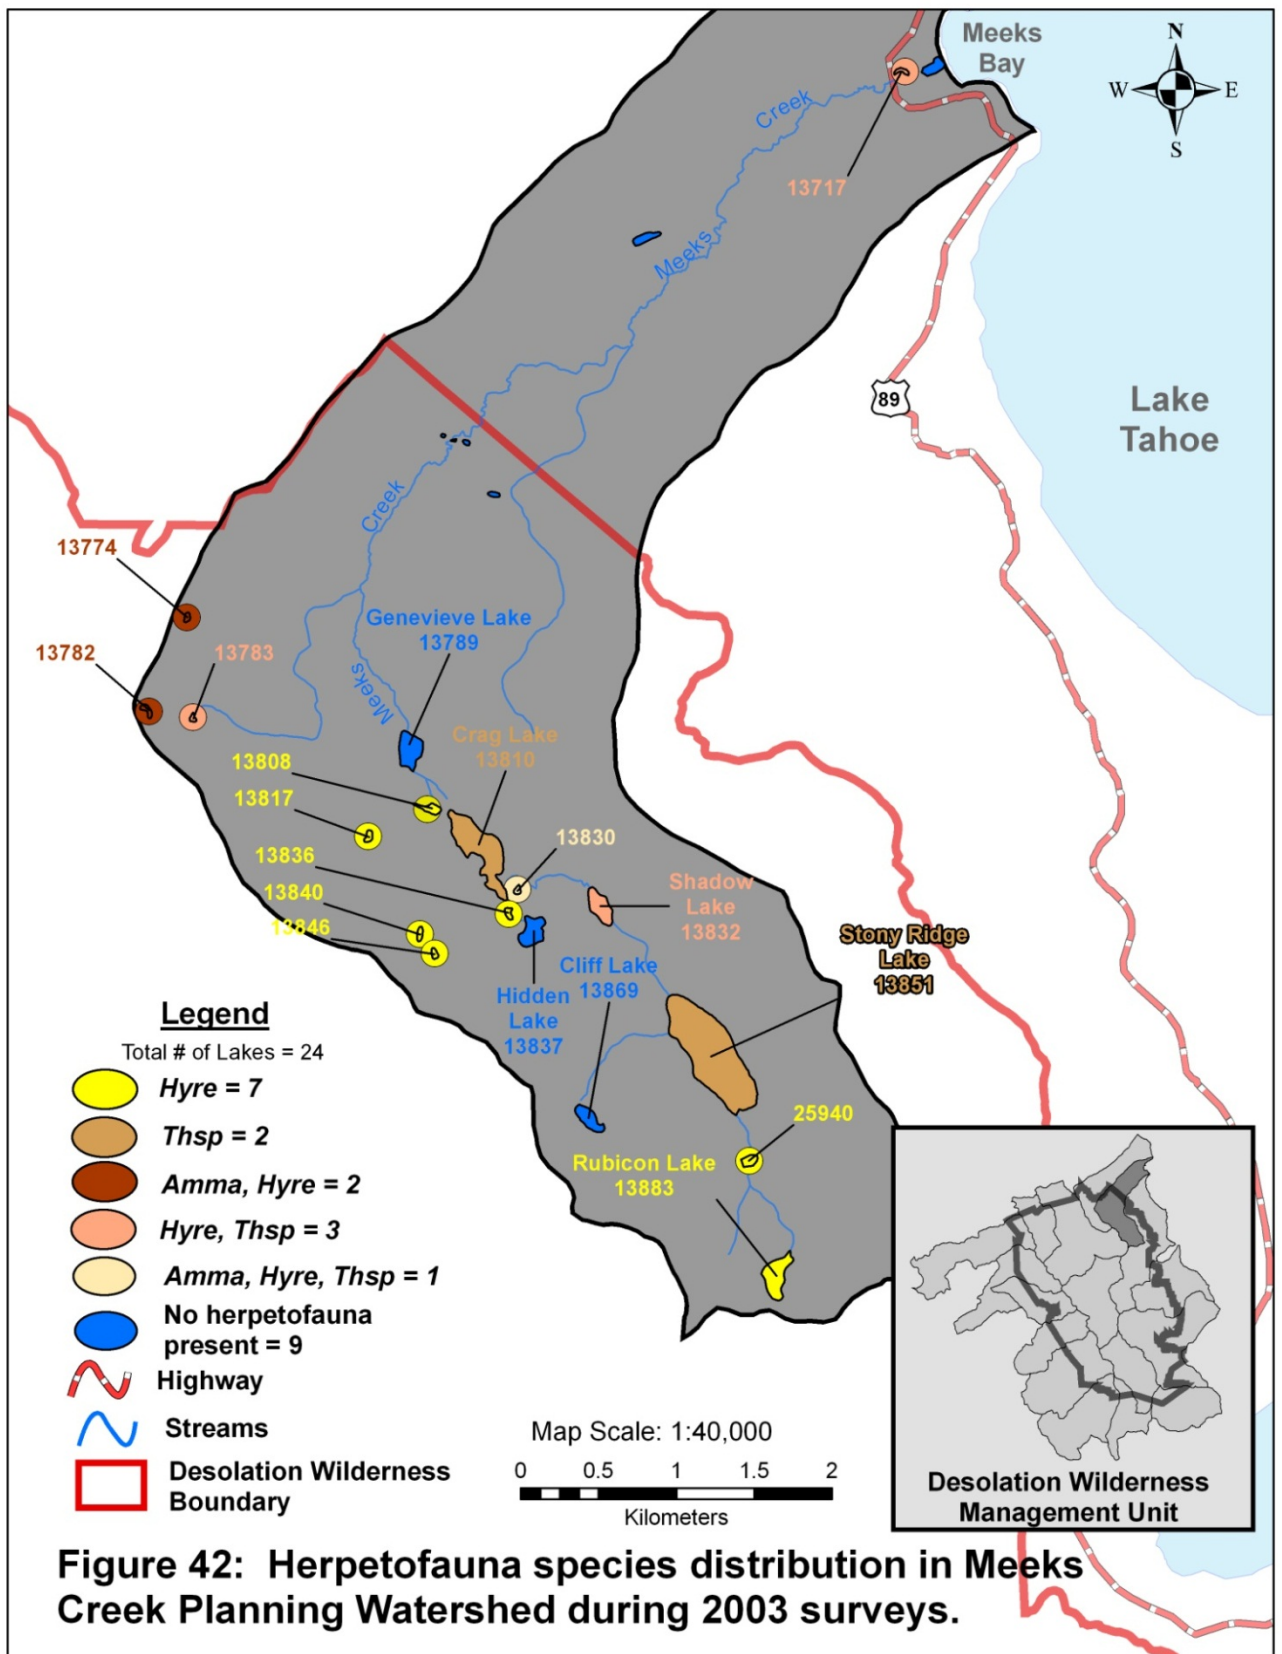 Meeks
Bay
N
W
E
S
Creek
13717
Meeks
Lake
Tahoe
89
Creek
13774
Genevieve Lake
13789
13782
13783
Meeks
Crag Lake
13810
13808
13817
13836
13830
13840
13846
Shadow
Lake
13832
Stony Ridge
Lake
13851
Cliff Lake
13869
Hidden
Lake
13837
25940
Rubicon Lake
13883
Legend
Total # of Lakes = 24
Hyre = 7
Thsp = 2
Amma, Hyre = 2
Hyre, Thsp = 3
Amma, Hyre, Thsp = 1
No herpetofauna
present = 9
Highway
Streams
Desolation Wilderness
Boundary
Map Scale: 1:40,000
0 0.5 1 1.5 2
Kilometers
Desolation Wilderness
Management Unit
Figure 42: Herpetofauna species distribution in Meeks
Creek Planning Watershed during 2003 surveys.